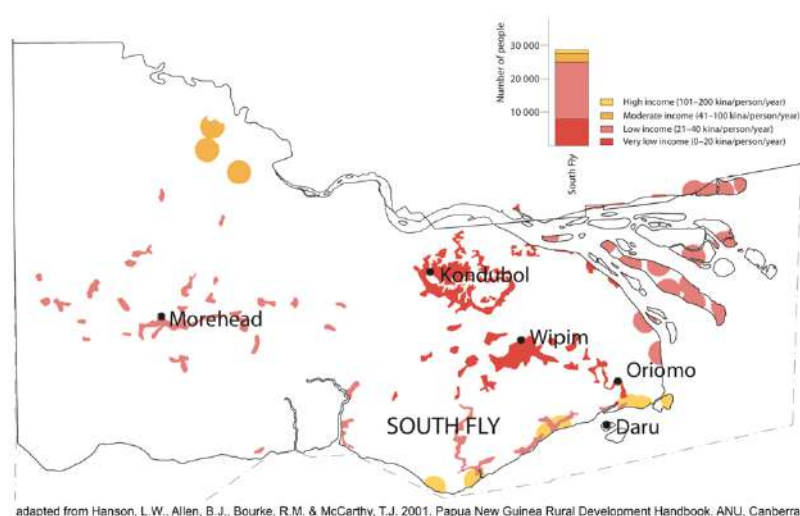 Number of people
30 000
20 000
10 000
South Fly
High income (101–200 kina/person/year)
Moderate income (41–100 kina/person/year)
Low income (21–40 kina/person/year)
Very low income (0–20 kina/person/year)
Kondubol
Morehead
Wipim
Oriomo
SOUTH FLY
Daru
adapted from Hanson, L.W., Allen, B.J., Bourke, R.M. & McCarthy, T.J. 2001. Papua New Guinea Rural Development Handbook. ANU, Canberra